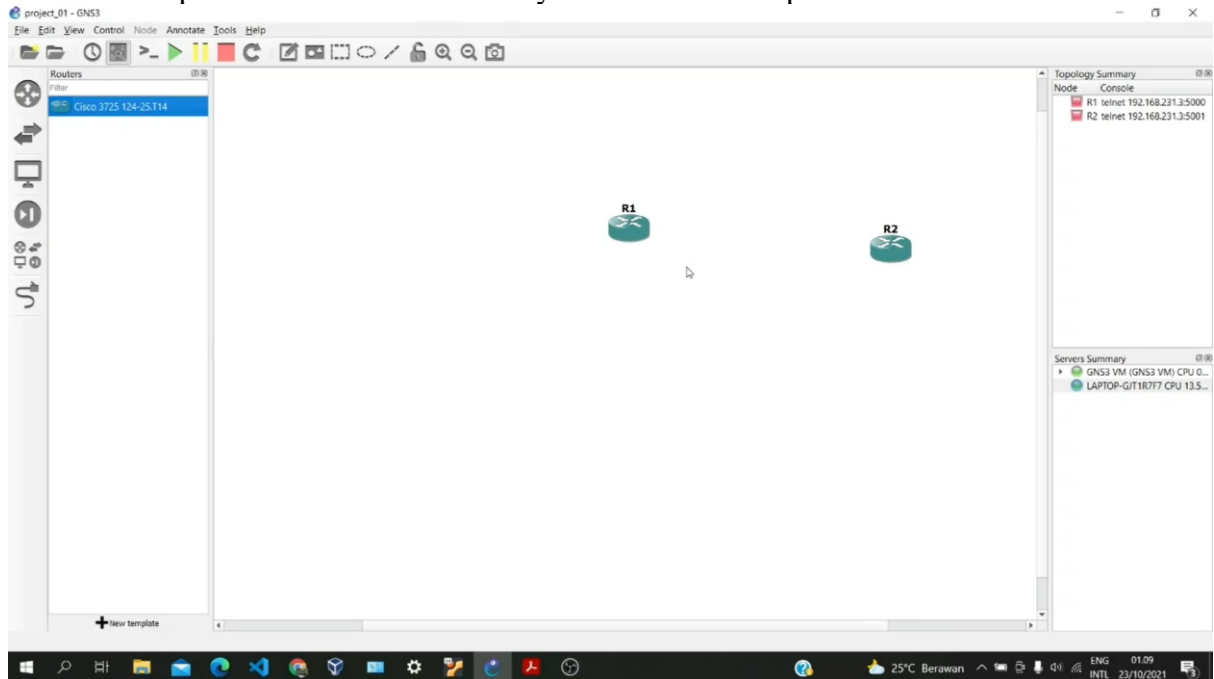 project_01 - GNS3
File Edit View Control Node Annotate Tools Help
Routers
Filter
Cisco 3725 124-25.T14
New template
R1
R2
Topology Summary
Node Console
R1 telnet 192.168.231.3:5000
R2 telnet 192.168.231.3:5001
Servers Summary
GNS3 VM (GNS3 VM) CPU 0...
LAPTOP-GJT1R7F7 CPU 13.5...
25°C Berawan
ENG
INTL
01.09
23/10/2021
3